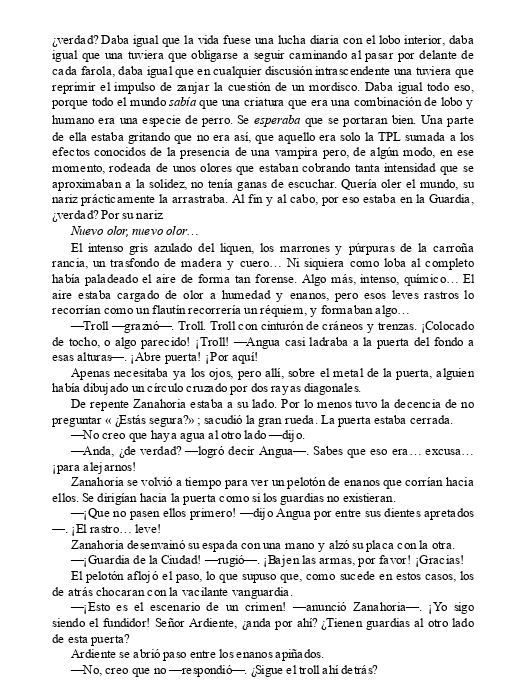 ¿verdad? Daba igual que la vida fuese una lucha diaria con el lobo interior, daba
igual que una tuviera que obligarse a seguir caminando al pasar por delante de
cada farola, daba igual que en cualquier discusión intrascendente una tuviera que
reprimir el impulso de zanjar la cuestión de un mordisco. Daba igual todo eso,
porque todo el mundo sabía que una criatura que era una combinación de lobo y
humano era una especie de perro. Se esperaba que se portaran bien. Una parte
de ella estaba gritando que no era así, que aquello era solo la TPL sumada a los
efectos conocidos de la presencia de una vampira pero, de algún modo, en ese
momento, rodeada de unos olores que estaban cobrando tanta intensidad que se
aproximaban a la solidez, no tenía ganas de escuchar. Quería oler el mundo, su
nariz prácticamente la arrastraba. Al fin y al cabo, por eso estaba en la Guardia,
¿verdad? Por su nariz
Nuevo olor, nuevo olor…
El intenso gris azulado del liquen, los marrones y púrpuras de la carroña
rancia, un trasfondo de madera y cuero… Ni siquiera como loba al completo
había paladeado el aire de forma tan forense. Algo más, intenso, químico… El
aire estaba cargado de olor a humedad y enanos, pero esos leves rastros lo
recorrían como un flautín recorrería un réquiem, y formaban algo…
—Troll —graznó—. Troll. Troll con cinturón de cráneos y trenzas. ¡Colocado
de tocho, o algo parecido! ¡Troll! —Angua casi ladraba a la puerta del fondo a
esas alturas—. ¡Abre puerta! ¡Por aquí!
Apenas necesitaba ya los ojos, pero allí, sobre el metal de la puerta, alguien
había dibujado un círculo cruzado por dos rayas diagonales.
De repente Zanahoria estaba a su lado. Por lo menos tuvo la decencia de no
preguntar « ¿Estás segura?» ; sacudió la gran rueda. La puerta estaba cerrada.
—No creo que haya agua al otro lado —dijo.
—Anda, ¿de verdad? —logró decir Angua—. Sabes que eso era… excusa…
¡para alejarnos!
Zanahoria se volvió a tiempo para ver un pelotón de enanos que corrían hacia
ellos. Se dirigían hacia la puerta como si los guardias no existieran.
—¡Que no pasen ellos primero! —dijo Angua por entre sus dientes apretados
—. ¡El rastro… leve!
Zanahoria desenvainó su espada con una mano y alzó su placa con la otra.
—¡Guardia de la Ciudad! —rugió—. ¡Bajen las armas, por favor! ¡Gracias!
El pelotón aflojó el paso, lo que supuso que, como sucede en estos casos, los
de atrás chocaran con la vacilante vanguardia.
—¡Esto es el escenario de un crimen! —anunció Zanahoria—. ¡Yo sigo
siendo el fundidor! Señor Ardiente, ¿anda por ahí? ¿Tienen guardias al otro lado
de esta puerta?
Ardiente se abrió paso entre los enanos apiñados.
—No, creo que no —respondió—. ¿Sigue el troll ahí detrás?